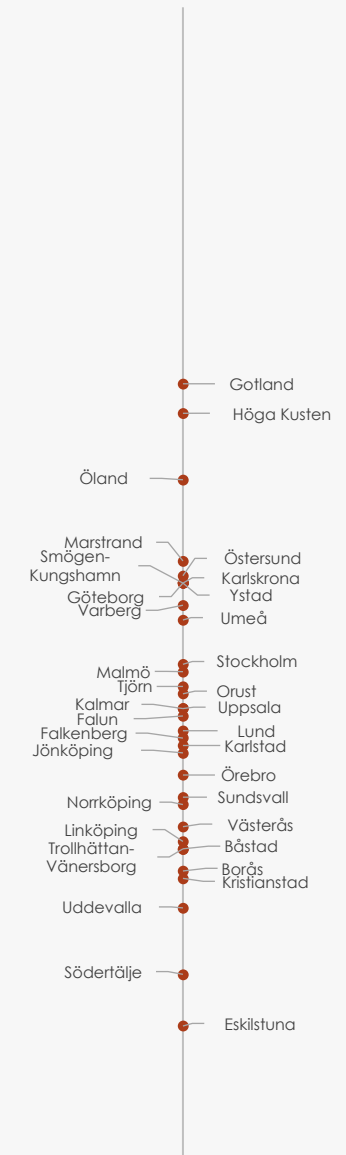 Gotland
Höga Kusten
Öland
Marstrand
Smögen-
Kungshamn
Östersund
Karlskrona
Göteborg
Ystad
Varberg
Umeå
Stockholm
Malmö
Tjörn
Orust
Kalmar
Uppsala
Falun
Lund
Falkenberg
Karlstad
Jönköping
Örebro
Sundsvall
Norrköping
Västerås
Linköping
Båstad
Trollhättan-
Vänersborg
Borås
Kristianstad
Uddevalla
Södertälje
Eskilstuna